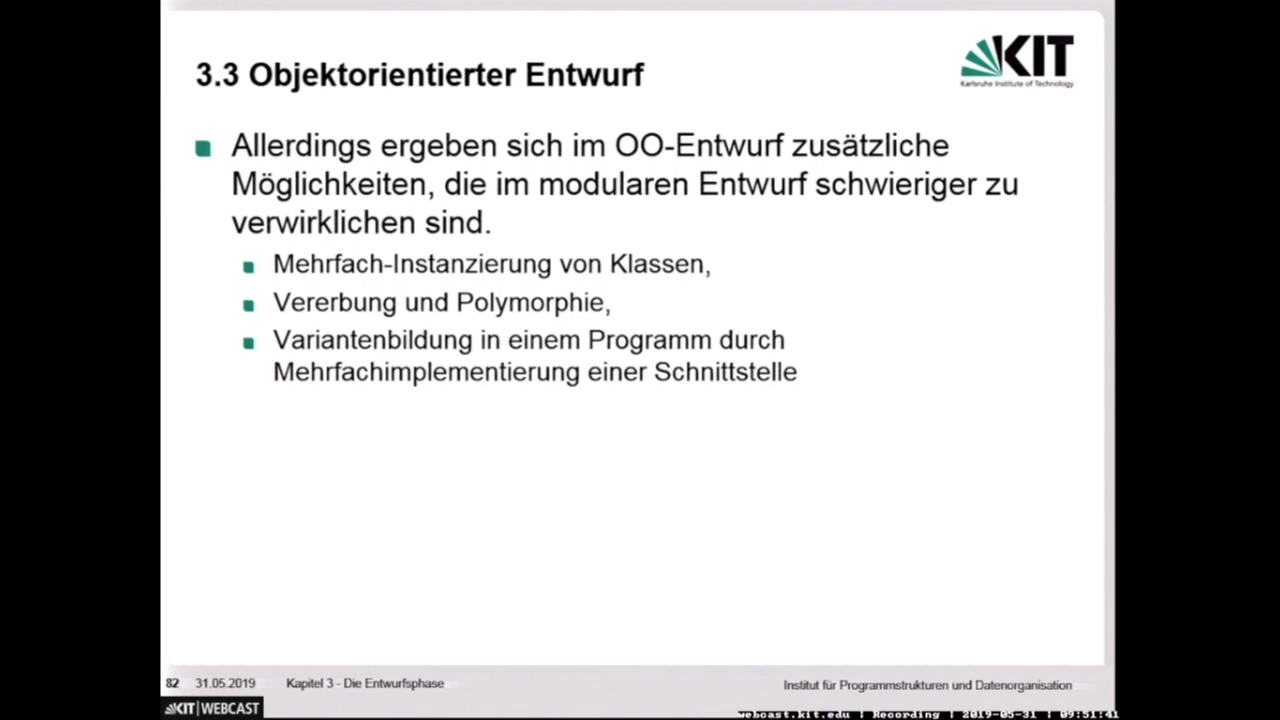 3.3 Objektorientierter Entwurf
KIT
Karlsruhe Institute of Technology
Allerdings ergeben sich im OO-Entwurf zusätzliche
Möglichkeiten, die im modularen Entwurf schwieriger zu
verwirklichen sind.
Mehrfach-Instanzierung von Klassen,
Vererbung und Polymorphie,
Variantenbildung in einem Programm durch
Mehrfachimplementierung einer Schnittstelle
82 31.05.2019 Kapitel 3 - Die Entwurfsphase
Institut für Programmstrukturen und Datenorganisation
KIT | WEBCAST
webcast.kit.edu | Recording | 2019-05-31 | 09:51:41